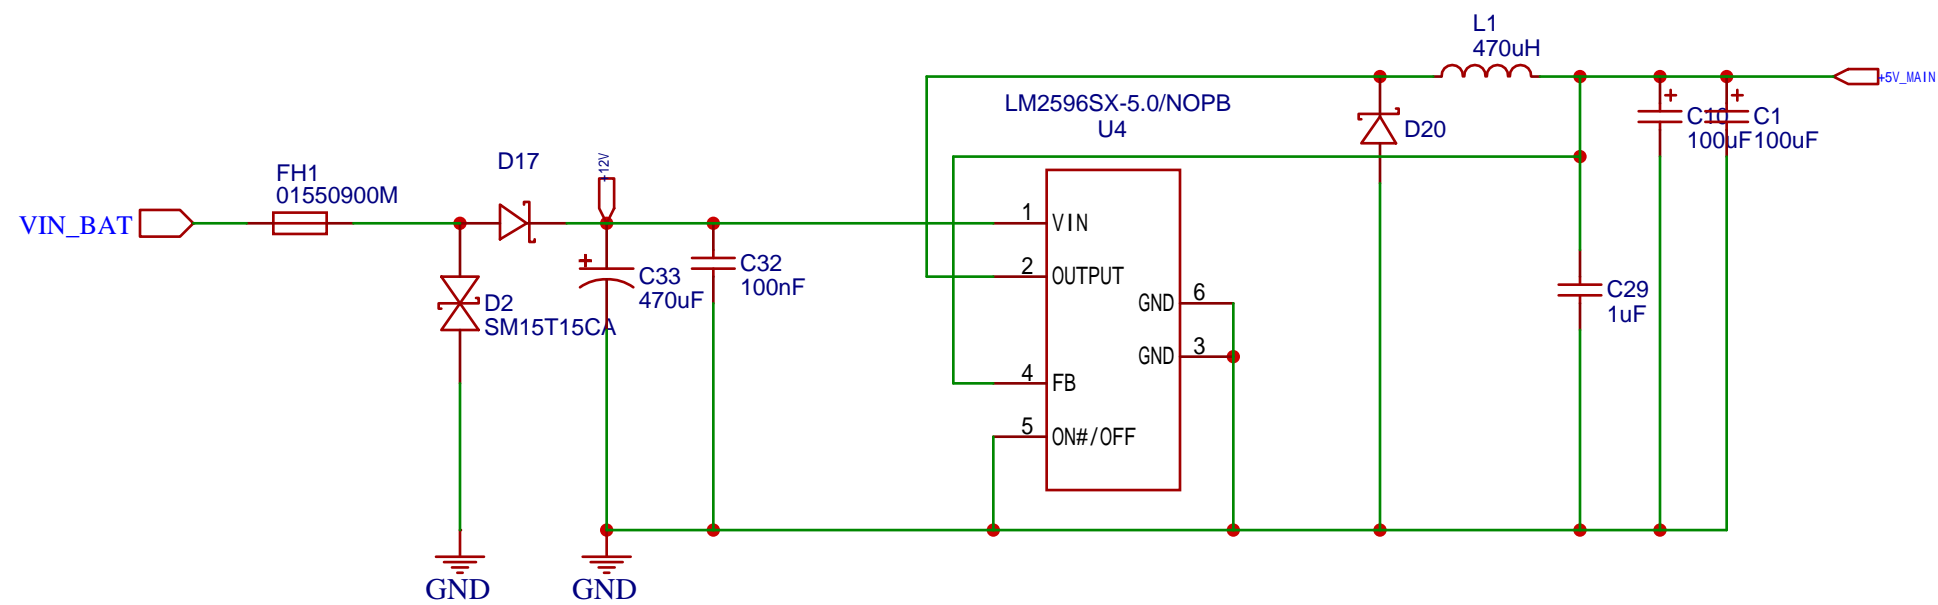 L1
470uH
+5V_MAIN
LM2596SX-5.0/NOPB
U4
D20
C10
100uF
C1
100uF
FH1
01550900M
D17
+12V
VIN_BAT
1
VIN
2
OUTPUT
GND
6
GND
3
4
FB
5
ON#/OFF
C33
470uF
C32
100nF
D2
SM15T15CA
C29
1uF
GND
GND